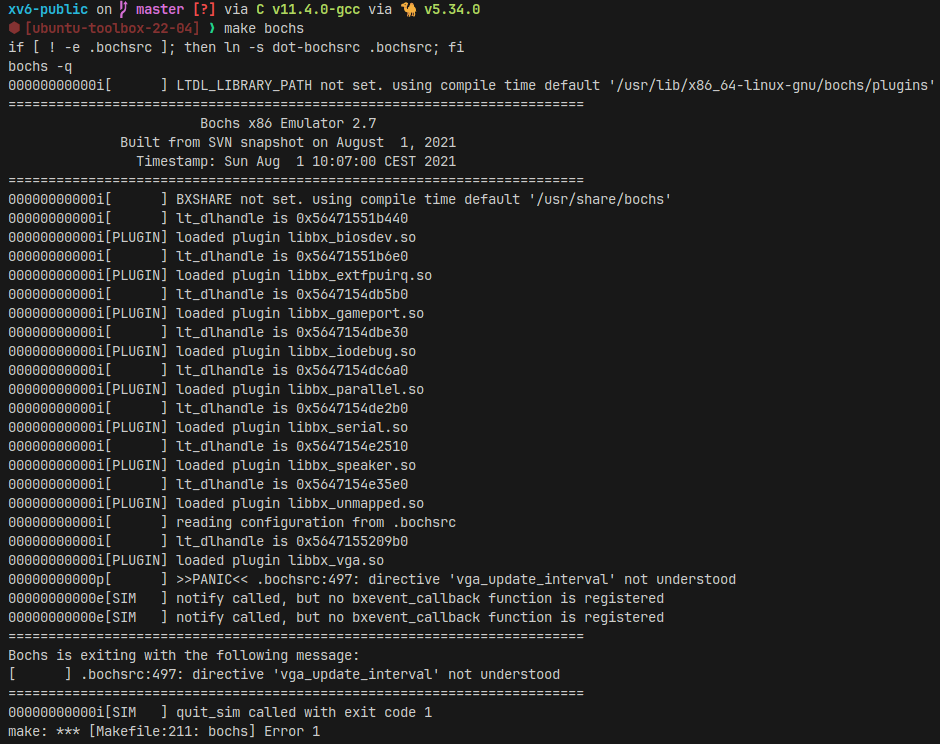 xv6-public on master [?] via C v11.4.0-gcc via 🐪 v5.34.0
⬢ [ubuntu-toolbox-22-04] ❯ make bochs
if [ ! -e .bochsrc ]; then ln -s dot-bochsrc .bochsrc; fi
bochs -q
00000000000i[      ] LTDL_LIBRARY_PATH not set. using compile time default '/usr/lib/x86_64-linux-gnu/bochs/plugins'
========================================================================
                        Bochs x86 Emulator 2.7
              Built from SVN snapshot on August  1, 2021
                Timestamp: Sun Aug  1 10:07:00 CEST 2021
========================================================================
00000000000i[      ] BXSHARE not set. using compile time default '/usr/share/bochs'
00000000000i[      ] lt_dlhandle is 0x56471551b440
00000000000i[PLUGIN] loaded plugin libbx_biosdev.so
00000000000i[      ] lt_dlhandle is 0x56471551b6e0
00000000000i[PLUGIN] loaded plugin libbx_extfpuirq.so
00000000000i[      ] lt_dlhandle is 0x5647154db5b0
00000000000i[PLUGIN] loaded plugin libbx_gameport.so
00000000000i[      ] lt_dlhandle is 0x5647154dbe30
00000000000i[PLUGIN] loaded plugin libbx_iodebug.so
00000000000i[      ] lt_dlhandle is 0x5647154dc6a0
00000000000i[PLUGIN] loaded plugin libbx_parallel.so
00000000000i[      ] lt_dlhandle is 0x5647154de2b0
00000000000i[PLUGIN] loaded plugin libbx_serial.so
00000000000i[      ] lt_dlhandle is 0x5647154e2510
00000000000i[PLUGIN] loaded plugin libbx_speaker.so
00000000000i[      ] lt_dlhandle is 0x5647154e35e0
00000000000i[PLUGIN] loaded plugin libbx_unmapped.so
00000000000i[      ] reading configuration from .bochsrc
00000000000i[      ] lt_dlhandle is 0x5647155209b0
00000000000i[PLUGIN] loaded plugin libbx_vga.so
00000000000p[      ] >>PANIC<< .bochsrc:497: directive 'vga_update_interval' not understood
00000000000e[SIM   ] notify called, but no bxevent_callback function is registered
00000000000e[SIM   ] notify called, but no bxevent_callback function is registered
========================================================================
Bochs is exiting with the following message:
[      ] .bochsrc:497: directive 'vga_update_interval' not understood
========================================================================
00000000000i[SIM   ] quit_sim called with exit code 1
make: *** [Makefile:211: bochs] Error 1